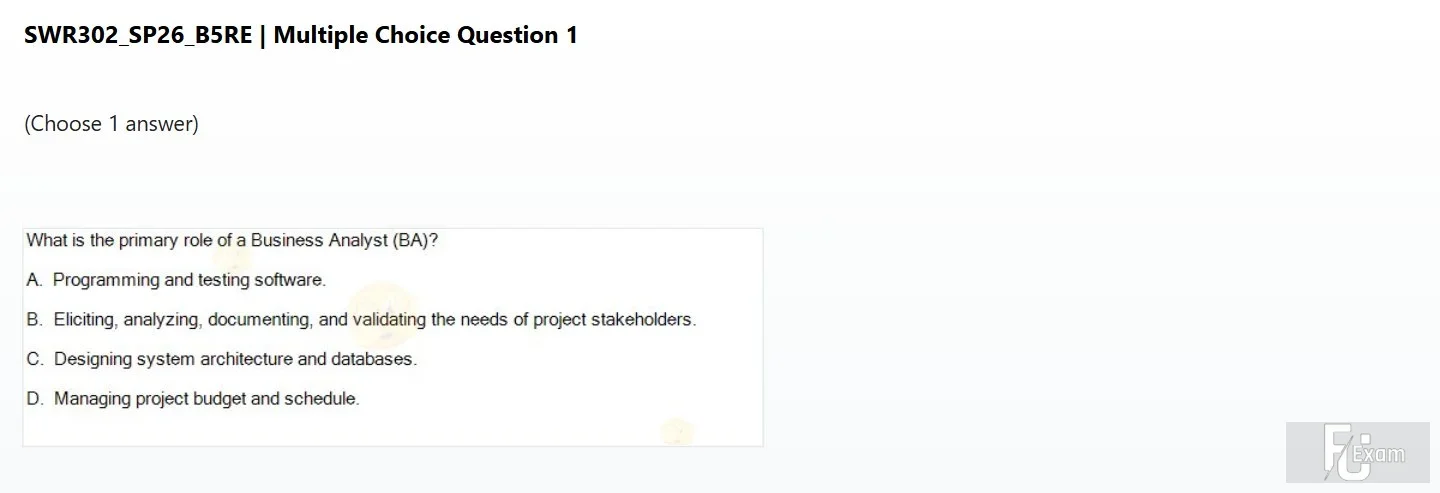 SWR302_SP26_B5RE | Multiple Choice Question 1
(Choose 1 answer)
What is the primary role of a Business Analyst (BA)?
A. Programming and testing software.
B. Eliciting, analyzing, documenting, and validating the needs of project stakeholders.
C. Designing system architecture and databases.
D. Managing project budget and schedule.
FU Exam